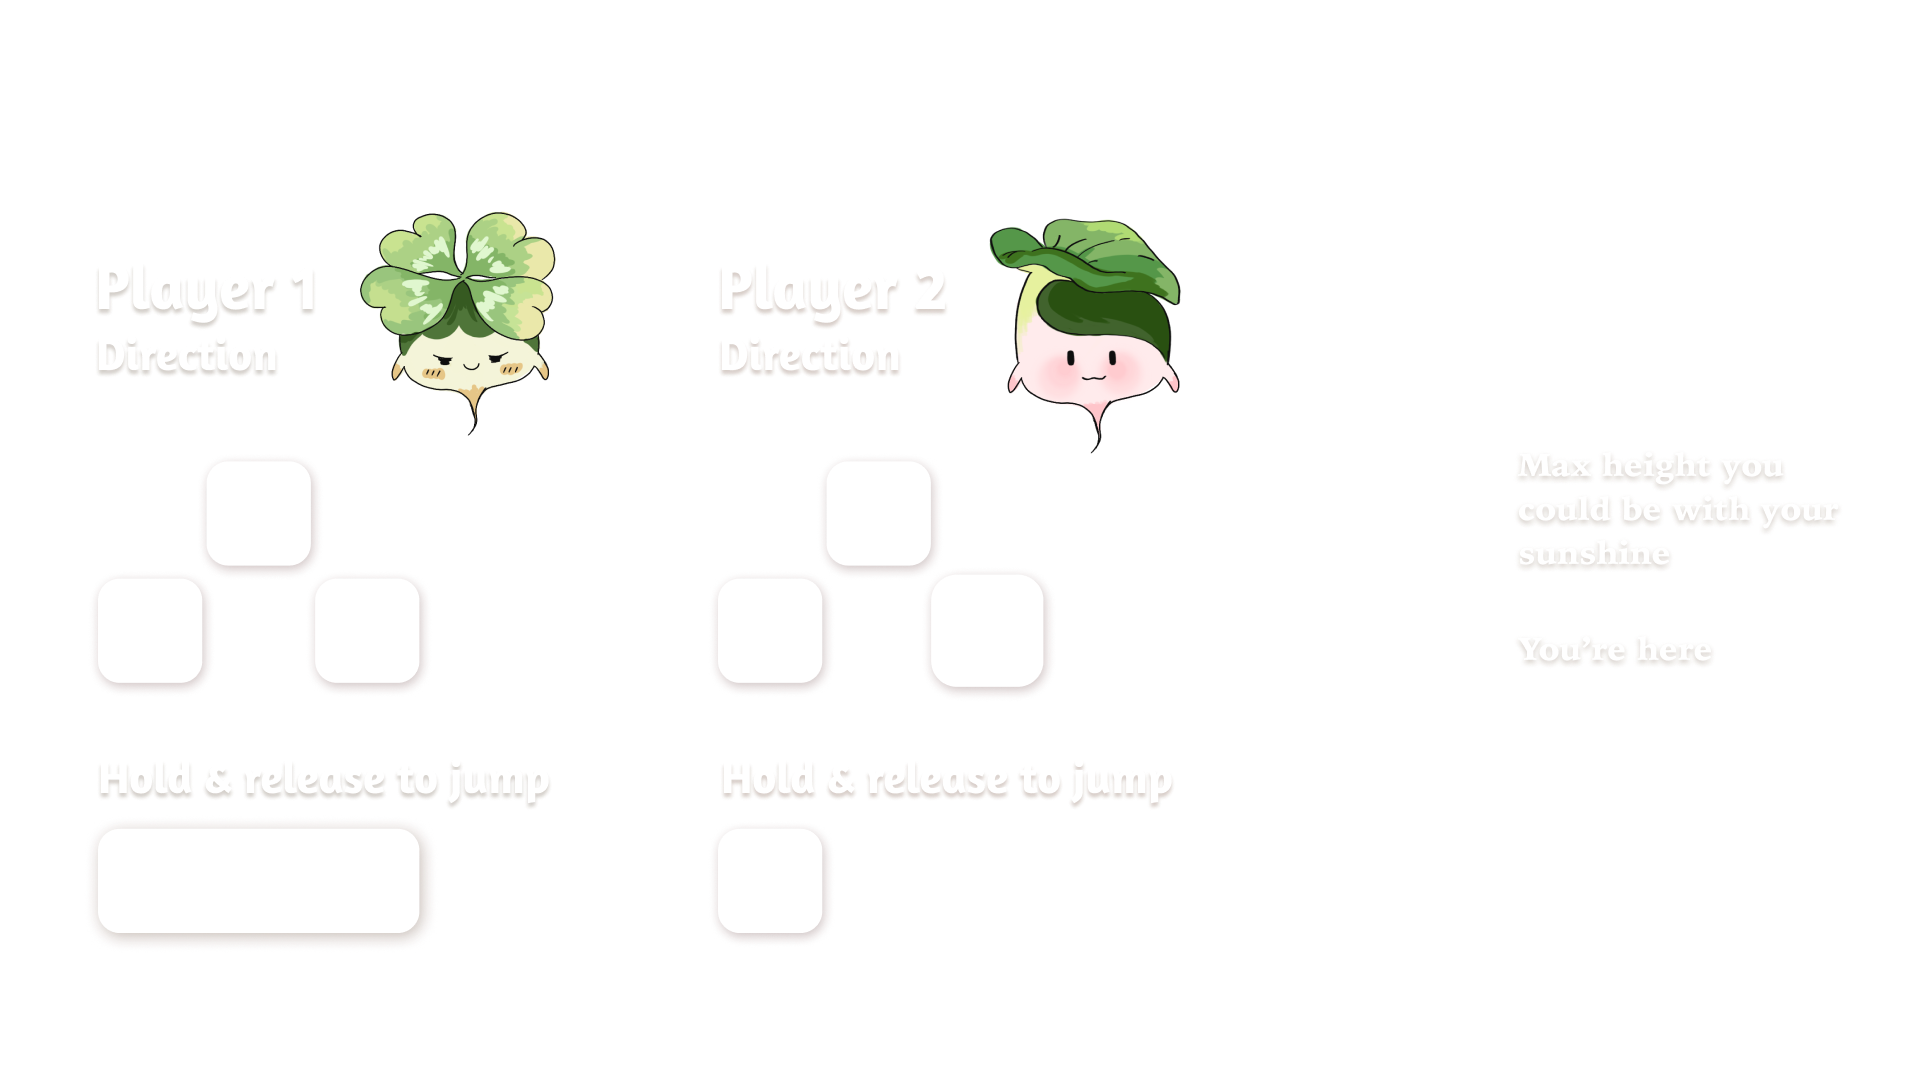 Player 1
Direction
Hold & release to jump
Player 2
Direction
Hold & release to jump
Max height you
could be with your
sunshine
You’re here